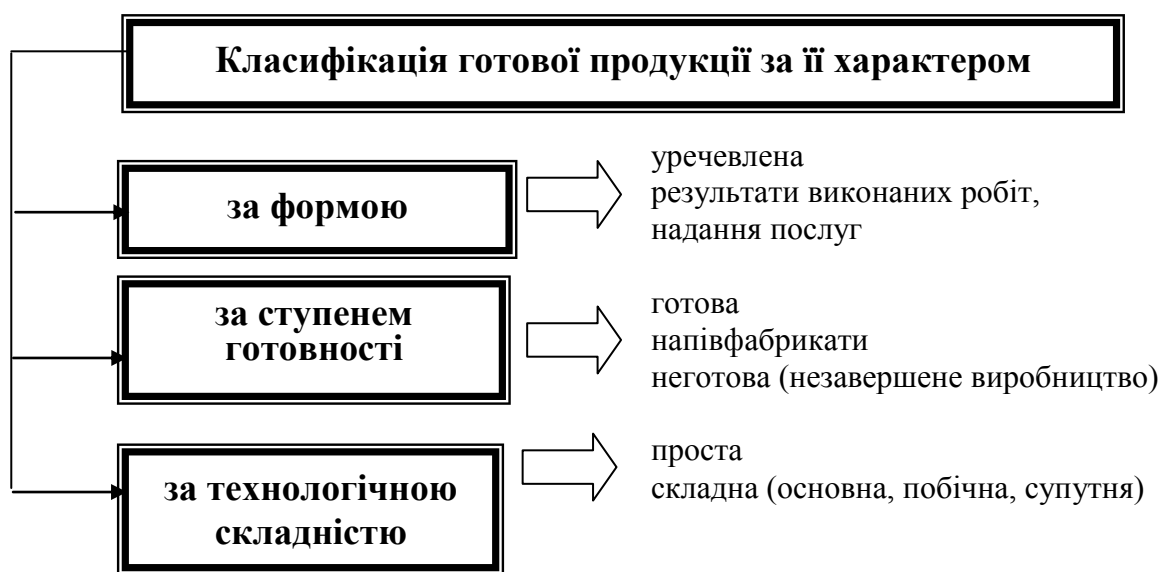 Класифікація готової продукції за її характером
за формою
уречевлена
результати виконаних робіт,
надання послуг
за ступенем
готовності
готова
напівфабрикати
неготова (незавершене виробництво)
за технологічною
складністю
проста
складна (основна, побічна, супутня)